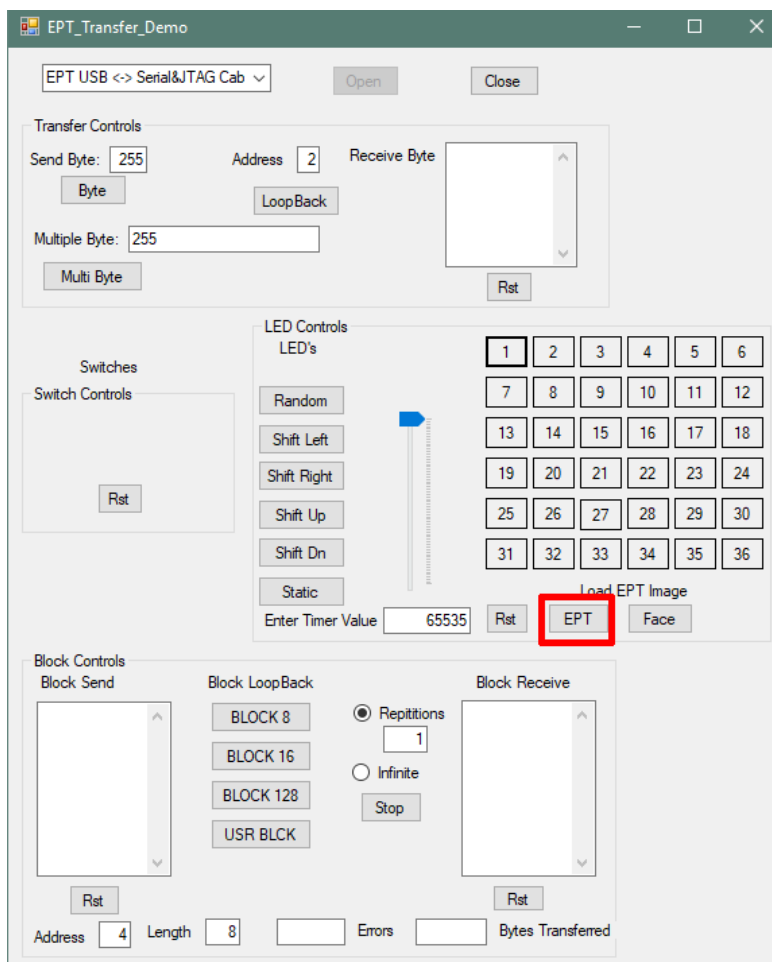 EPT_Transfer_Demo
EPT USB <-> Serial&JTAG Cab
Open
Close
Transfer Controls
Send Byte: 255
Address 2
Receive Byte
Byte
LoopBack
Multiple Byte: 255
Multi Byte
Rst
LED Controls
LED's
1 2 3 4 5 6
Switches
Switch Controls
Rst
Random
7 8 9 10 11 12
Shift Left
13 14 15 16 17 18
Shift Right
19 20 21 22 23 24
Shift Up
25 26 27 28 29 30
Shift Dn
31 32 33 34 35 36
Static
Load EPT Image
Enter Timer Value 65535
Rst
EPT
Face
Block Controls
Block Send
Block LoopBack
Block Receive
BLOCK 8
BLOCK 16
BLOCK 128
USR BLCK
Repititions
1
Infinite
Stop
Rst
Rst
Address 4
Length 8
Errors
Bytes Transferred